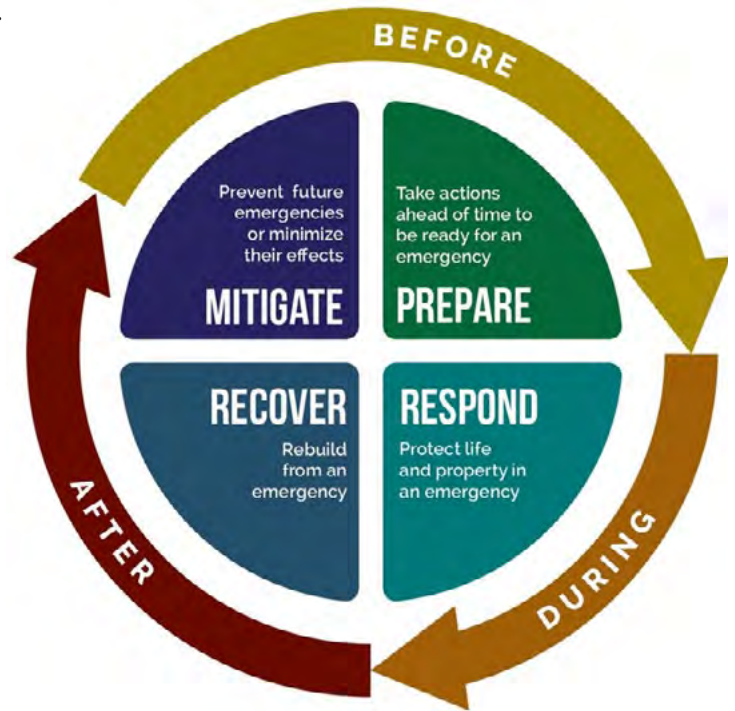 BEFORE
Prevent future
emergencies
or minimize
their effects
MITIGATE
Take actions
ahead of time to
be ready for an
emergency
PREPARE
RECOVER
Rebuild
from an
emergency
RESPOND
Protect life
and property in
an emergency
AFTER
DURING